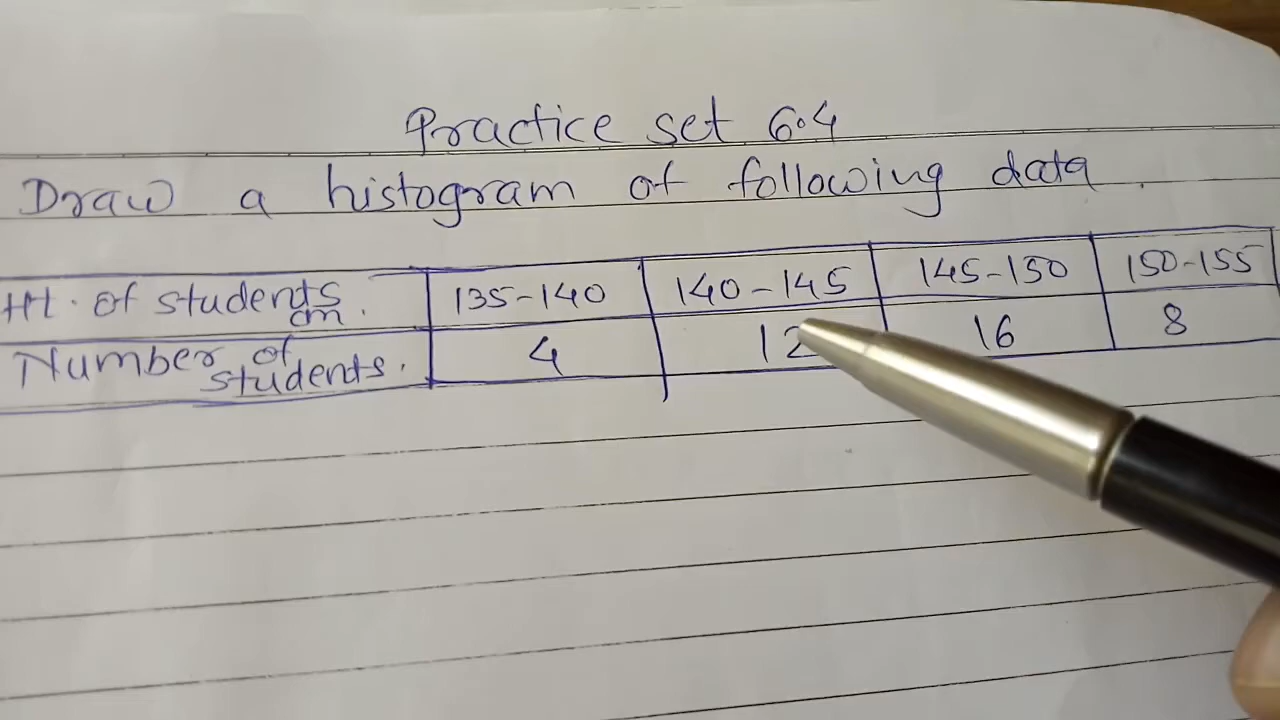 Practice set 6.4
Draw a histogram of following data.
Ht. of students cm. 135-140 140-145 145-150 150-155
Number of students. 4 12 16 8